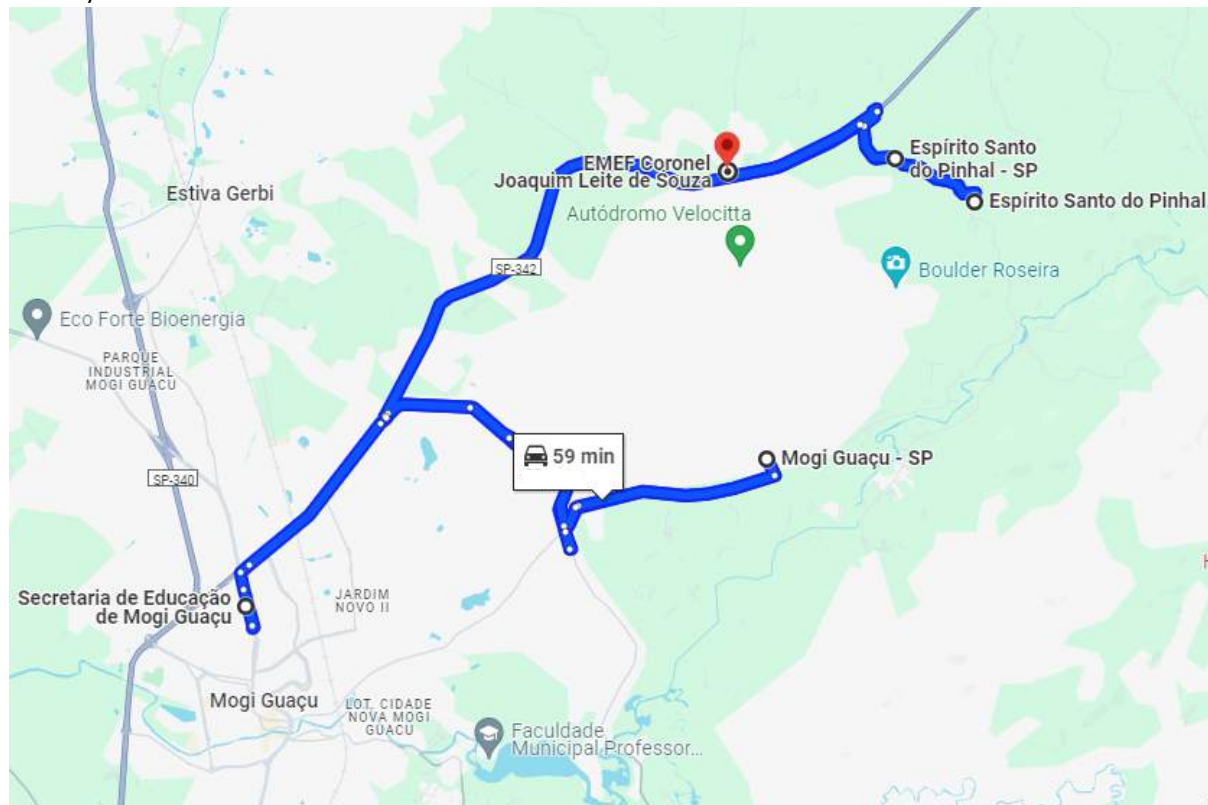 EMEF Coronel
Joaquim Leite de Souza
Espírito Santo
do Pinhal - SP
Espírito Santo do Pinhal
Estiva Gerbi
Autódromo Velocitta
SP-342
Boulder Roseira
Eco Forte Bioenergia
PARQUE
INDUSTRIAL
MOGI GUACU
59 min
Mogi Guaçu - SP
SP-340
Secretaria de Educação
de Mogi Guaçu
JARDIM
NOVO II
Mogi Guaçu
LOT. CIDADE
NOVA MOGI
GUACU
Faculdade
Municipal Professor...